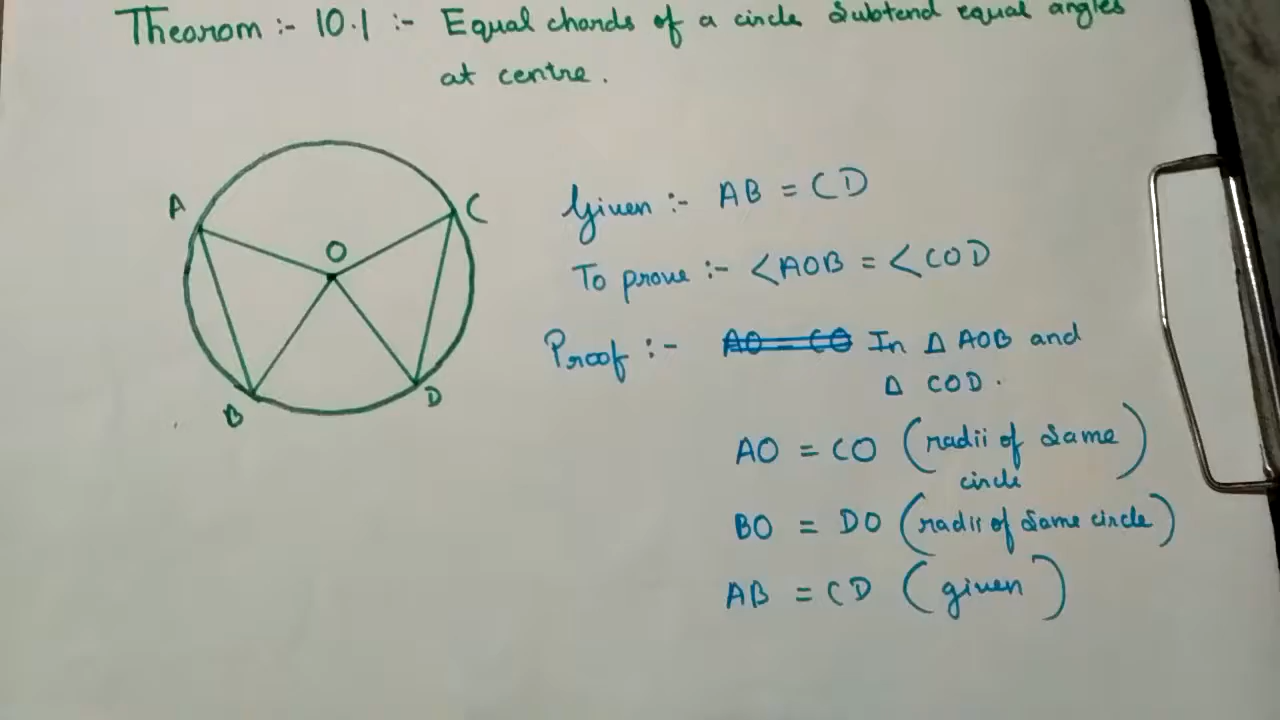 Theorom :- 10.1 :- Equal chords of a circle Subtend equal angles
at centre.
A
C
O
B
D
Given :- AB = CD
To prove :- <AOB = <COD
Proof :- AO = CO In Δ AOB and
Δ COD.
AO = CO (radii of same
circle)
BO = DO (radii of same circle)
AB = CD (given)